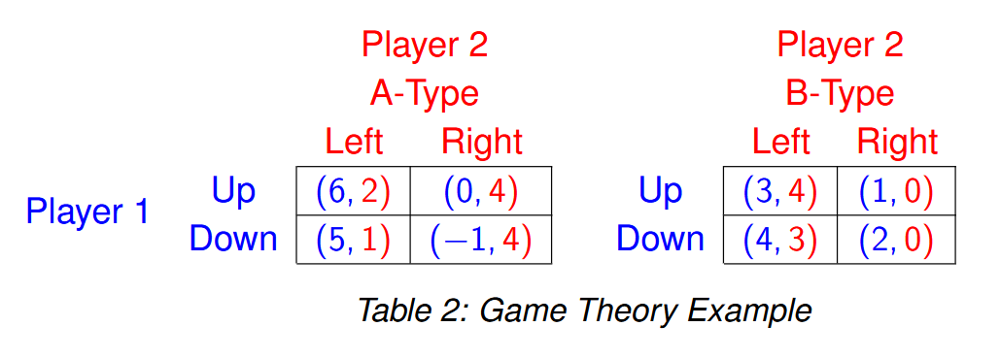 Player 2 Player 2
A-Type B-Type
Left Right Left Right
Up (6, 2) (0, 4) Up (3, 4) (1, 0)
Player 1
Down (5, 1) (−1, 4) Down (4, 3) (2, 0)
Table 2: Game Theory Example